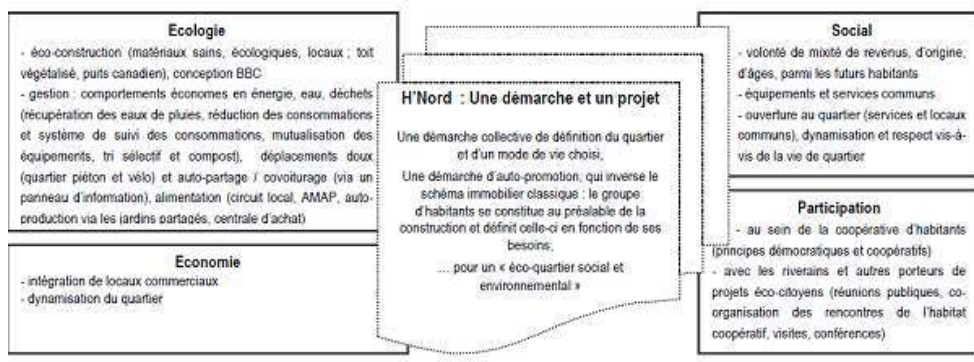 Ecologie
- éco-construction (matériaux sains, écologiques, locaux ; toit
végétalisé, puits canadien), conception BBC
- gestion : comportements économes en énergie, eau, déchets
(récupération des eaux de pluies, réduction des consommations
et système de suivi des consommations, mutualisation des
équipements, tri sélectif et compost), déplacements doux
(quartier piéton et vélo) et auto-partage / covoiturage (via un
panneau d'information), alimentation (circuit local, AMAP, auto-
production via les jardins partagés, centrale d'achat)
Economie
- intégration de locaux commerciaux
- dynamisation du quartier
H'Nord : Une démarche et un projet
Une démarche collective de définition du quartier
et d'un mode de vie choisi,
Une démarche d'auto-promotion, qui inverse le
schéma immobilier classique : le groupe
d'habitants se constitue au préalable de la
construction et définit celle-ci en fonction de ses
besoins,
… pour un « éco-quartier social et
environnemental »
Social
- volonté de mixité de revenus, d'origine,
d'âges, parmi les futurs habitants
- équipements et services communs
- ouverture au quartier (services et locaux
communs), dynamisation et respect vis-à-
vis de la vie de quartier
Participation
- au sein de la coopérative d'habitants
(principes démocratiques et coopératifs)
- avec les riverains et autres porteurs de
projets éco-citoyens (réunions publiques, co-
organisation des rencontres de l'habitat
coopératif, visites, conférences)